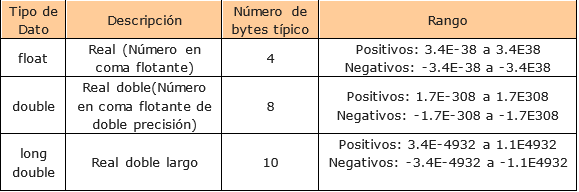 Tipo de
Dato
Descripción
Número de
bytes típico
Rango
float
Real (Número en
coma flotante)
4
Positivos: 3.4E-38 a 3.4E38
Negativos: -3.4E-38 a -3.4E38
double
Real doble(Número
en coma flotante de
doble precisión)
8
Positivos: 1.7E-308 a 1.7E308
Negativos: -1.7E-308 a -1.7E308
long
double
Real doble largo
10
Positivos: 3.4E-4932 a 1.1E4932
Negativos: -3.4E-4932 a -1.1E4932